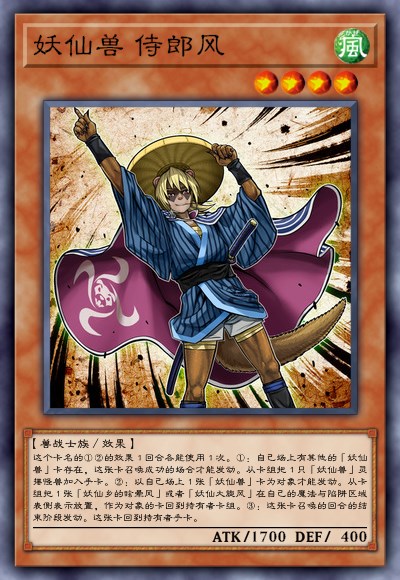 妖仙兽 侍郎风
風
【兽战士族／效果】
这个卡名的①②的效果1回合各能使用1次。①：自己场上有其他的「妖仙
兽」卡存在，这张卡召唤成功的场合才能发动。从卡组把1只「妖仙兽」灵
摆怪兽加入手卡。②：以自己场上1张「妖仙兽」卡为对象才能发动。从卡
组把1张「妖仙乡的眩晕风」或者「妖仙大旋风」在自己的魔法与陷阱区域
表侧表示放置，作为对象的卡回到持有者卡组。③：这张卡召唤的回合的结
束阶段发动。这张卡回到持有者手卡。
ATK/1700 DEF/ 400